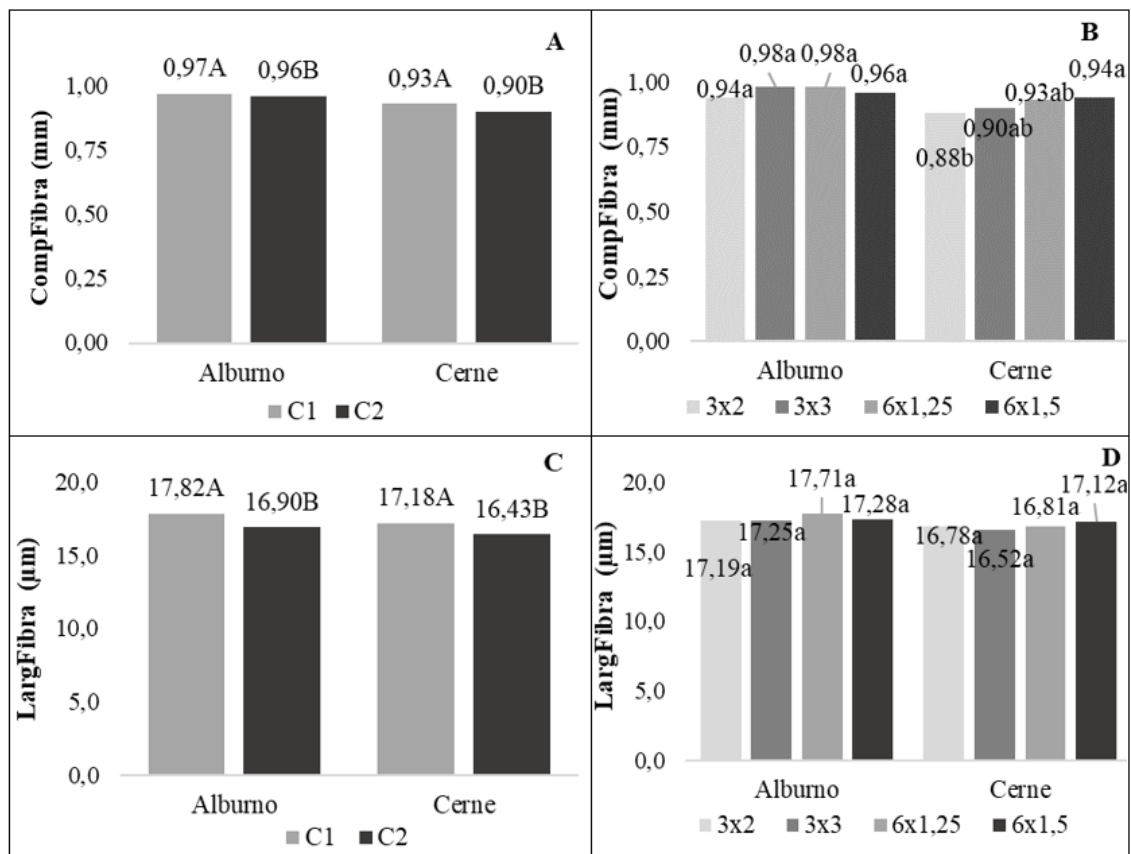 A
0,97A 0,96B 0,93A 0,90B
CompFibra (mm)
1,00
0,75
0,50
0,25
0,00
Alburno Cerne
C1 C2
B
0,94a 0,98a 0,98a 0,96a 0,88b 0,90ab 0,93ab 0,94a
CompFibra (mm)
1,00
0,75
0,50
0,25
0,00
Alburno Cerne
3x2 3x3 6x1,25 6x1,5
C
17,82A 16,90B 17,18A 16,43B
LargFibra (µm)
20,0
15,0
10,0
5,0
0,0
Alburno Cerne
C1 C2
D
17,19a 17,25a 17,71a 17,28a 16,78a 16,52a 16,81a 17,12a
LargFibra (µm)
20,0
15,0
10,0
5,0
0,0
Alburno Cerne
3x2 3x3 6x1,25 6x1,5